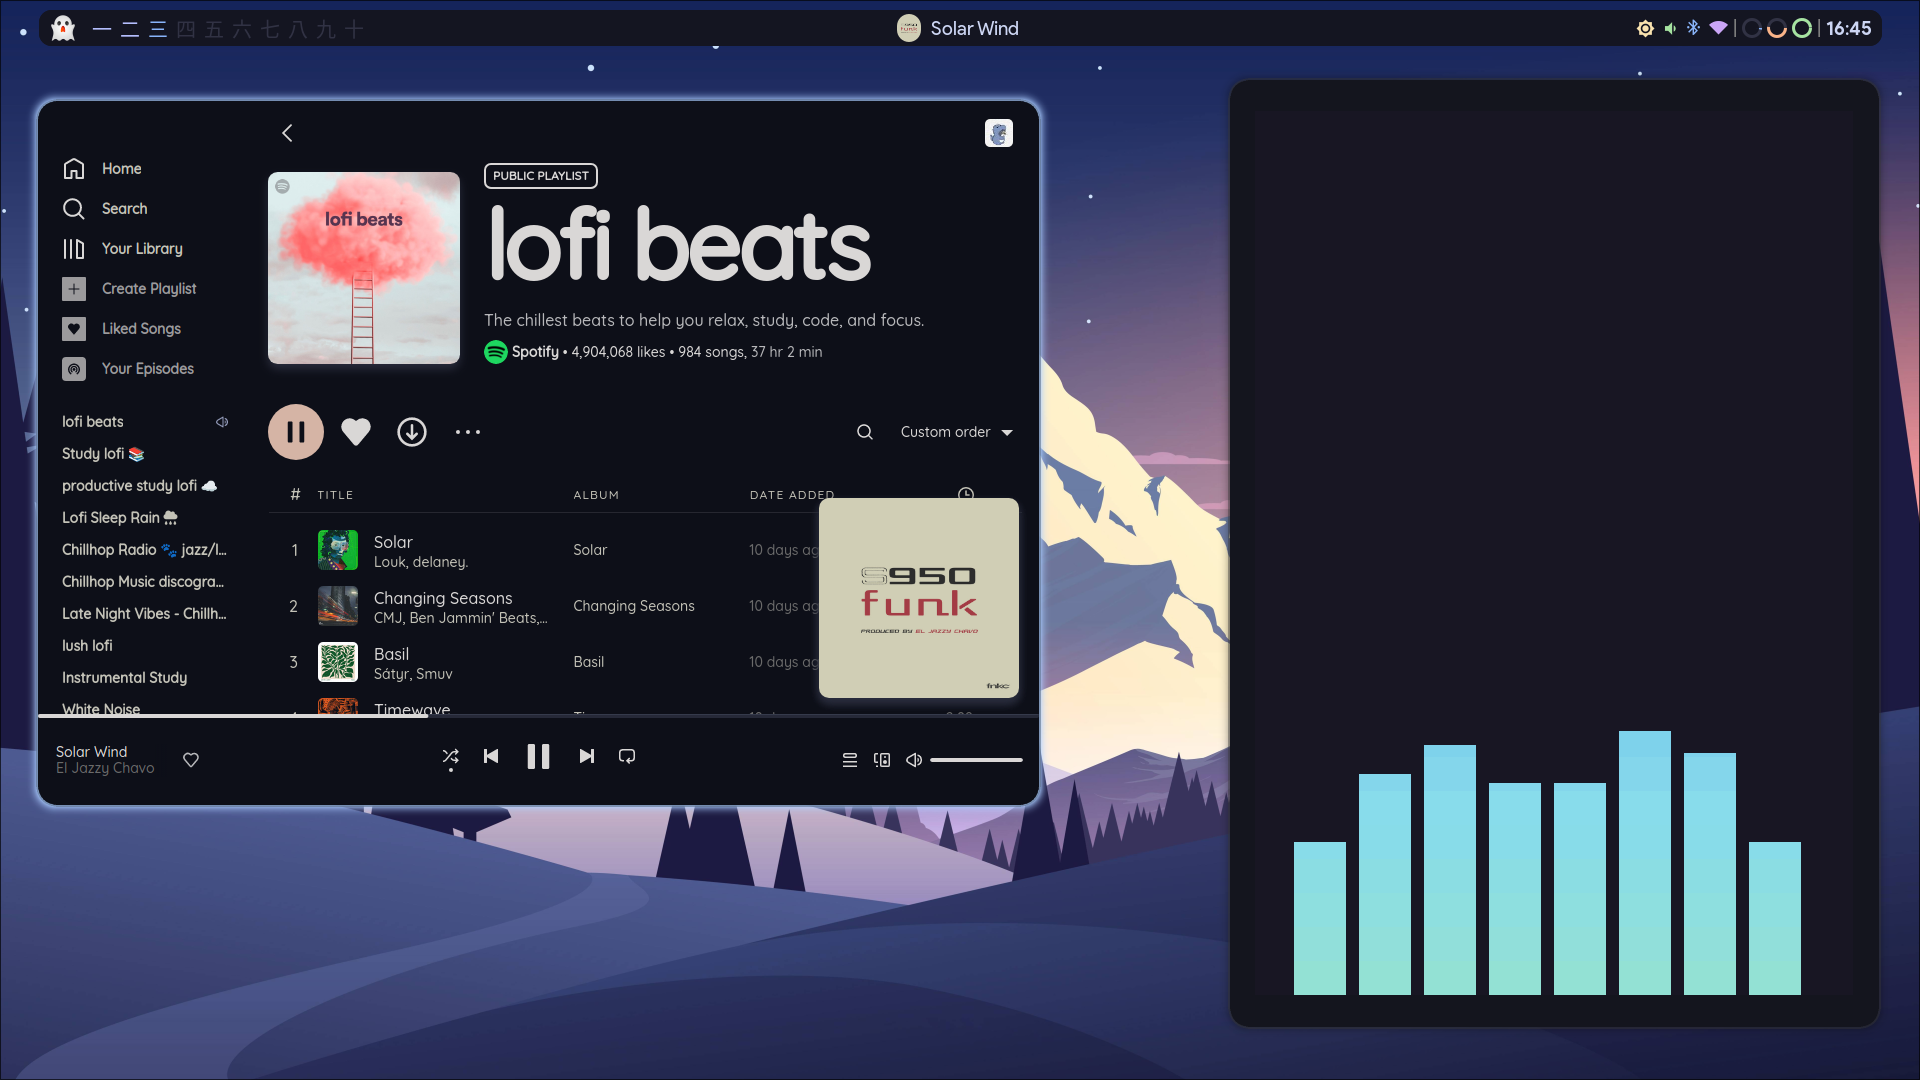 一 二 三 四 五 六 七 八 九 十
Solar Wind
16:45
Home
Search
Your Library
Create Playlist
Liked Songs
Your Episodes
lofi beats
Study lofi 📚
productive study lofi ☁️
Lofi Sleep Rain 🌧️
Chillhop Radio 🐾 jazz/l...
Chillhop Music discogra...
Late Night Vibes - Chillh...
lush lofi
Instrumental Study
White Noise
lofi beats
PUBLIC PLAYLIST
lofi beats
The chillest beats to help you relax, study, code, and focus.
Spotify • 4,904,068 likes • 984 songs, 37 hr 2 min
Custom order
# TITLE ALBUM DATE ADDED
1 Solar Solar 10 days ag
Louk, delaney.
2 Changing Seasons Changing Seasons 10 days ag
CMJ, Ben Jammin' Beats,...
3 Basil Basil 10 days ag
Sátyr, Smuv
Timewave
S950
funk
PRODUCED BY EL JAZZY CHAVO
Solar Wind
El Jazzy Chavo